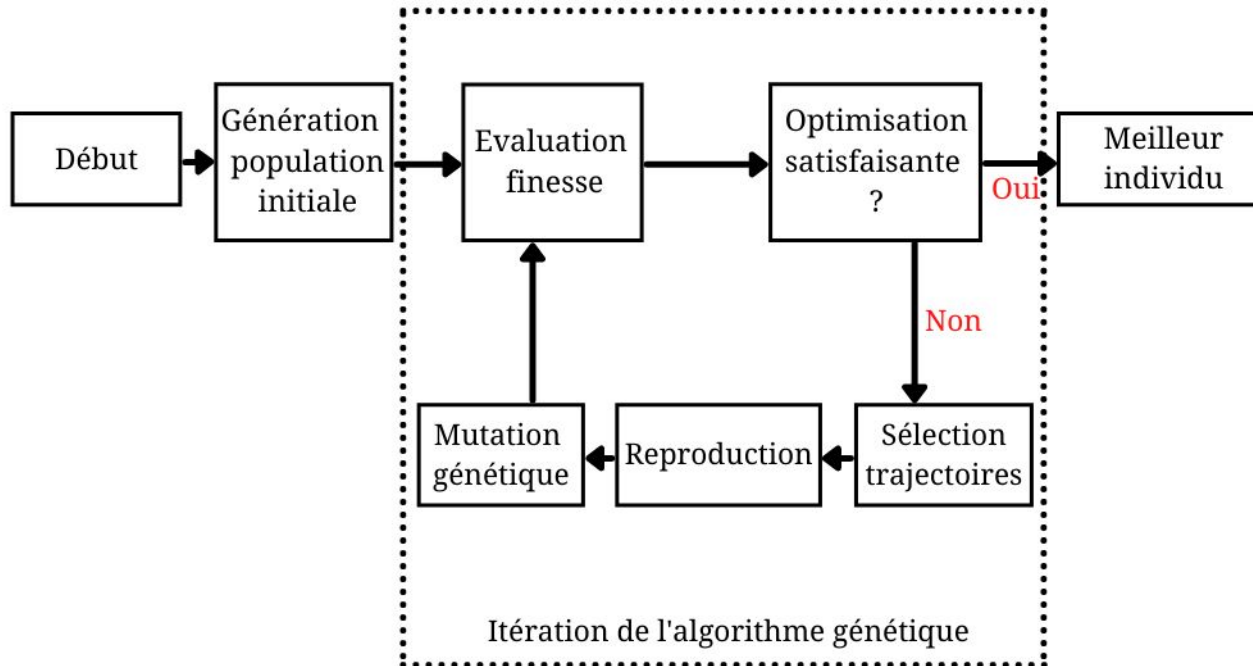 Début
Génération
population
initiale
Evaluation
finesse
Optimisation
satisfaisante
?
Oui
Meilleur
individu
Non
Mutation
génétique
Reproduction
Sélection
trajectoires
Itération de l'algorithme génétique